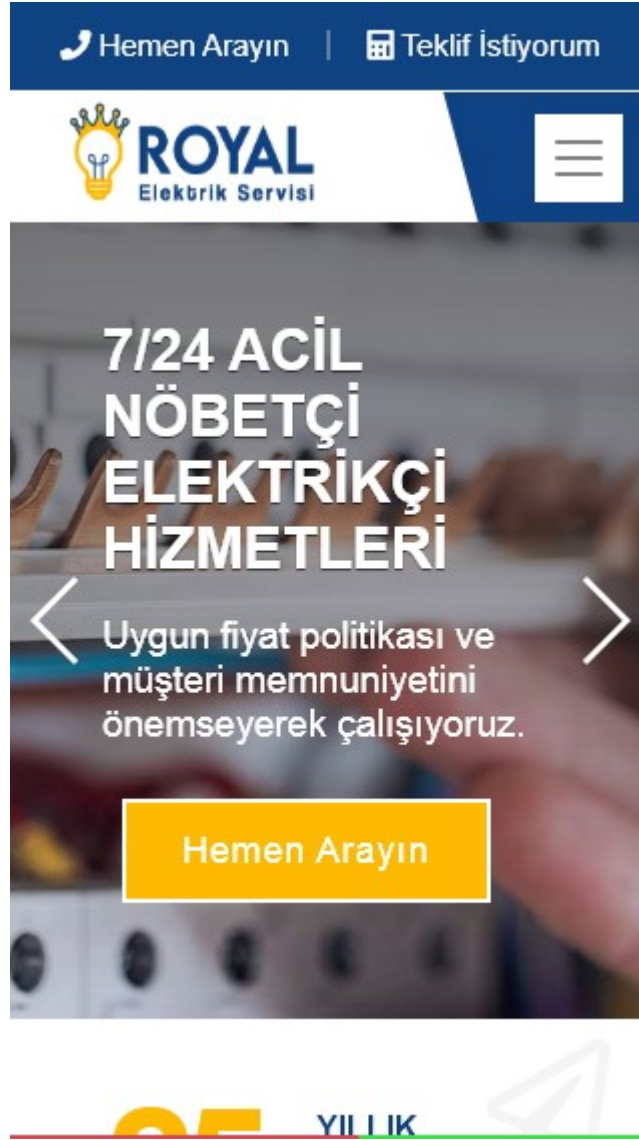 Hemen Arayın | Teklif İstiyorum
ROYAL
Elektrik Servisi
7/24 ACİL
NÖBETÇİ
ELEKTRİKÇİ
HİZMETLERİ
Uygun fiyat politikası ve
müşteri memnuniyetini
önemseyerek çalışıyoruz.
Hemen Arayın
YILLIK